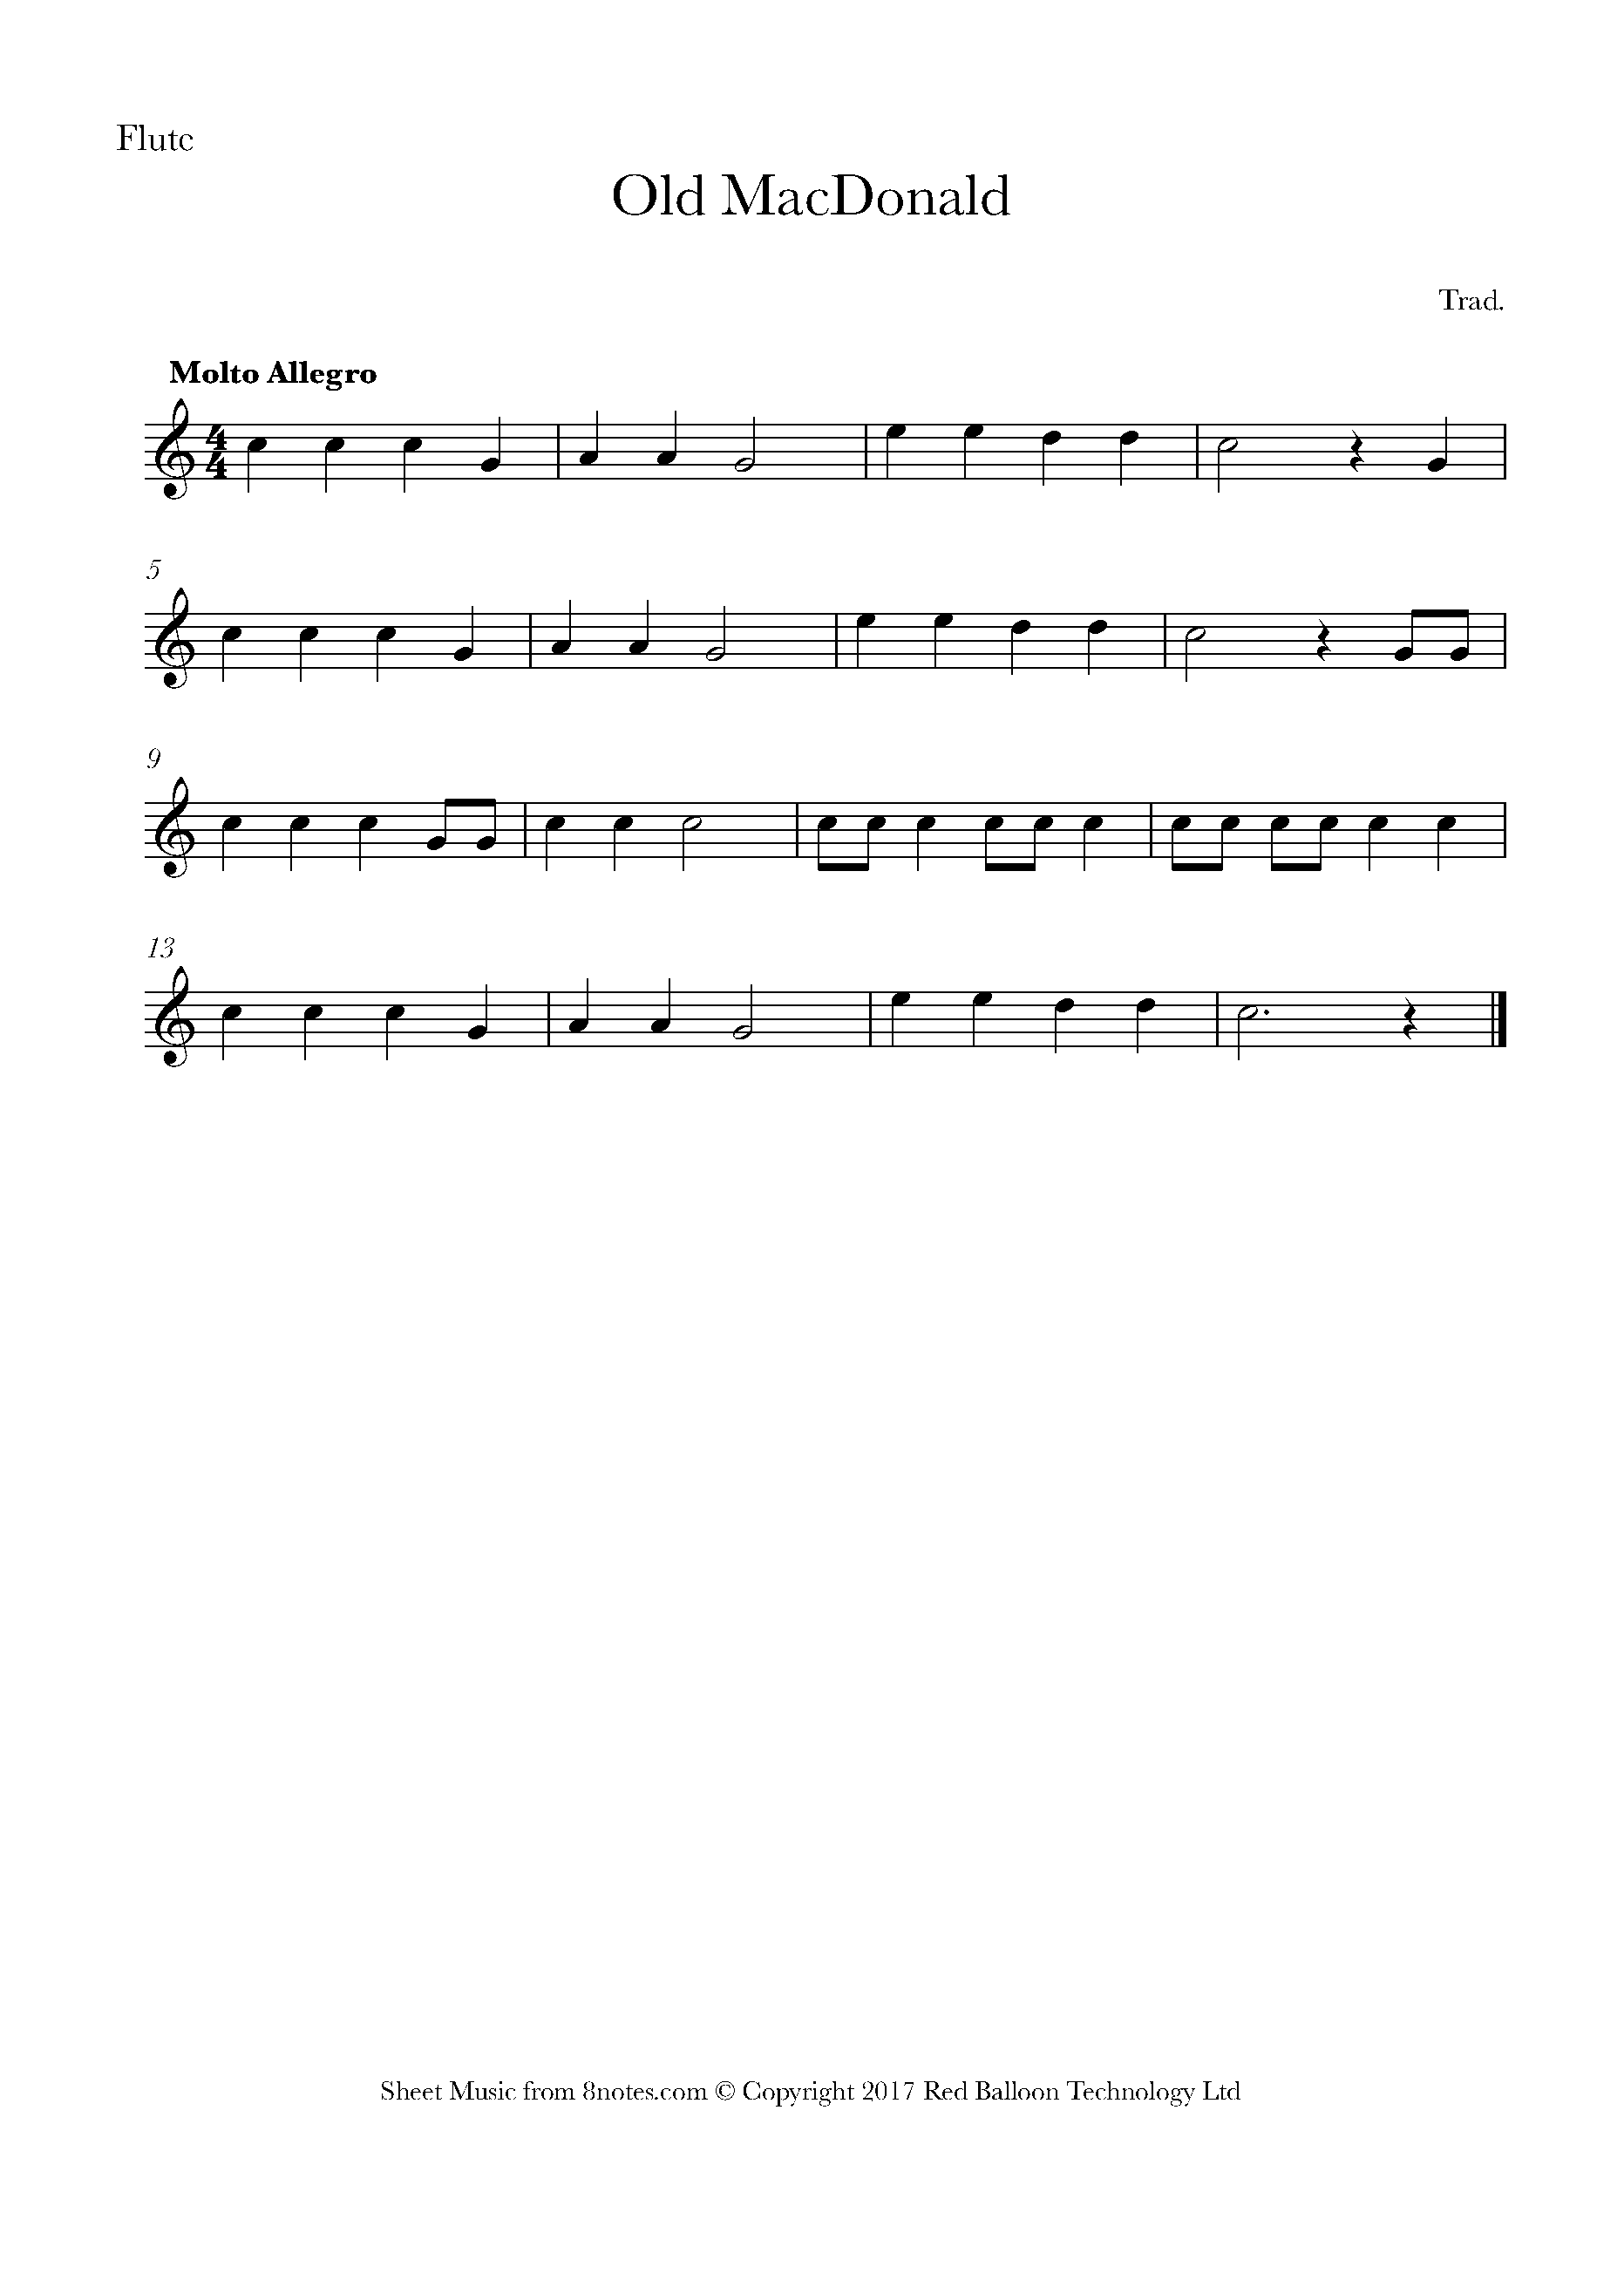 Flute
Old MacDonald
Trad.
Molto Allegro
4
4
5
9
13
Sheet Music from 8notes.com © Copyright 2017 Red Balloon Technology Ltd